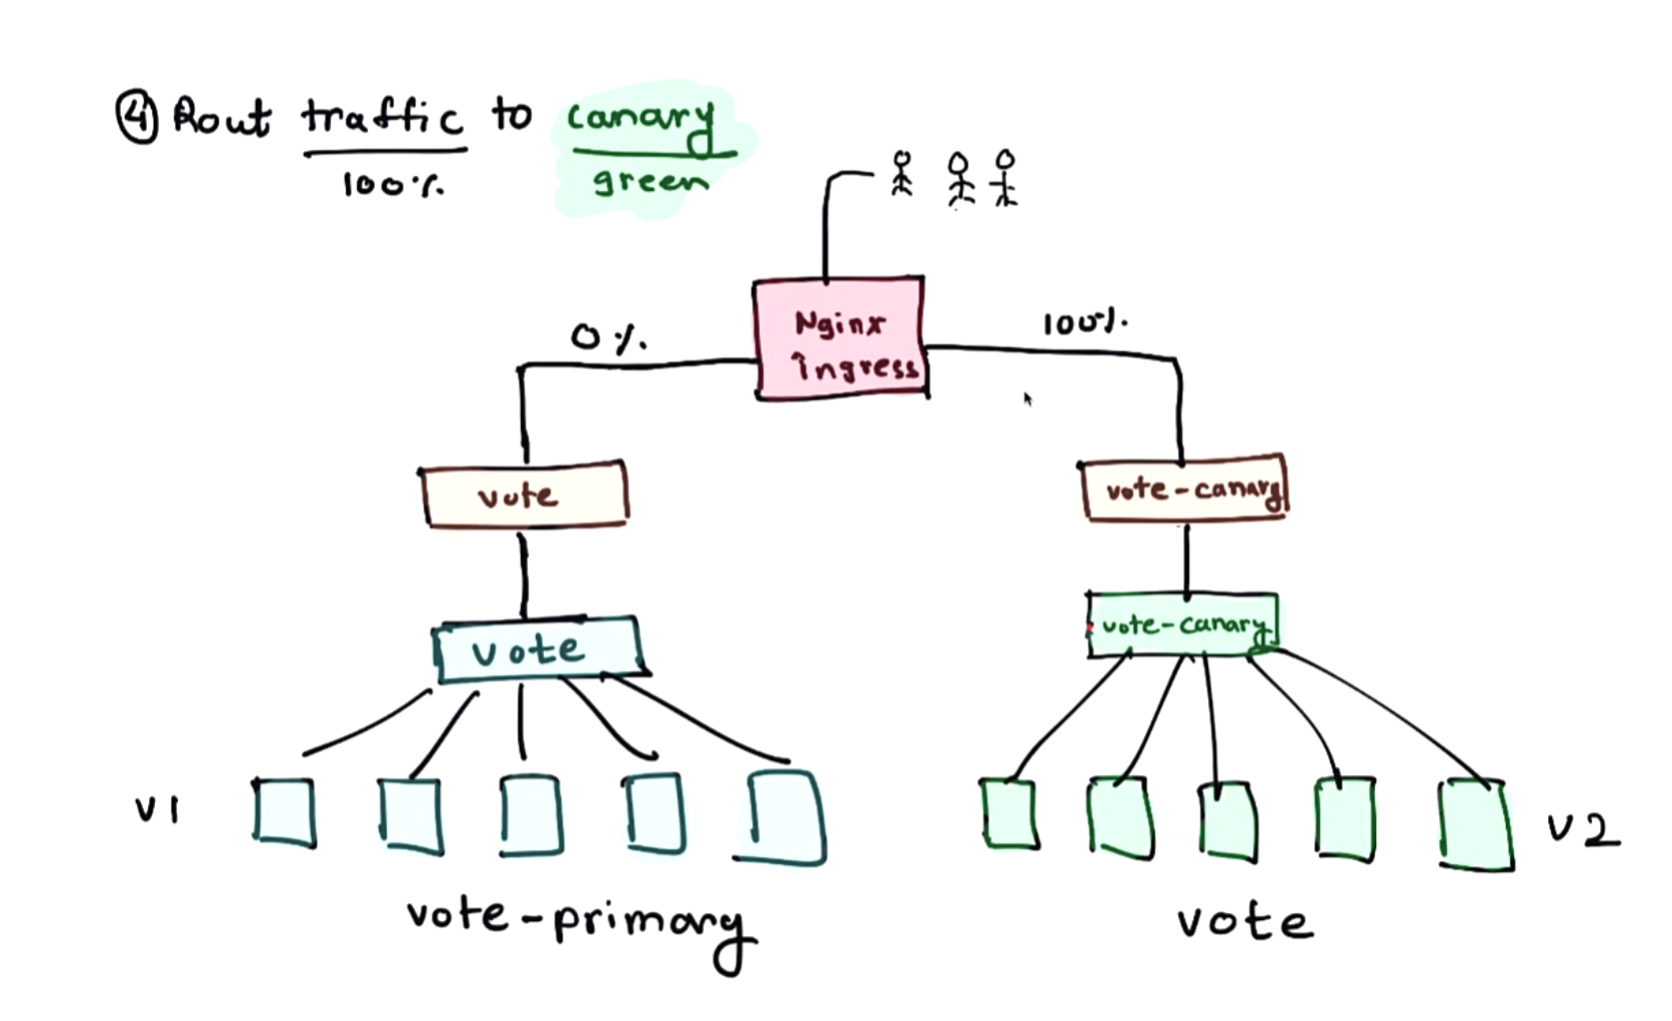 ④ Rout traffic to canary
100%
green
0%
Nginx
ingress
100%
vote
vote-canary
vote
vote-canary
v1
v2
vote-primary
vote